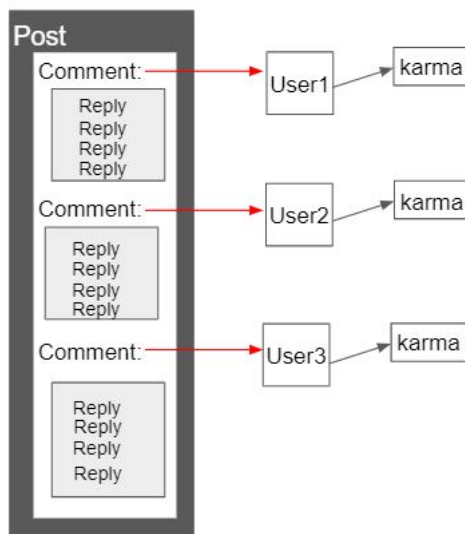 Post
Comment:
User1
karma
Reply
Reply
Reply
Reply
Comment:
User2
karma
Reply
Reply
Reply
Reply
Comment:
User3
karma
Reply
Reply
Reply
Reply